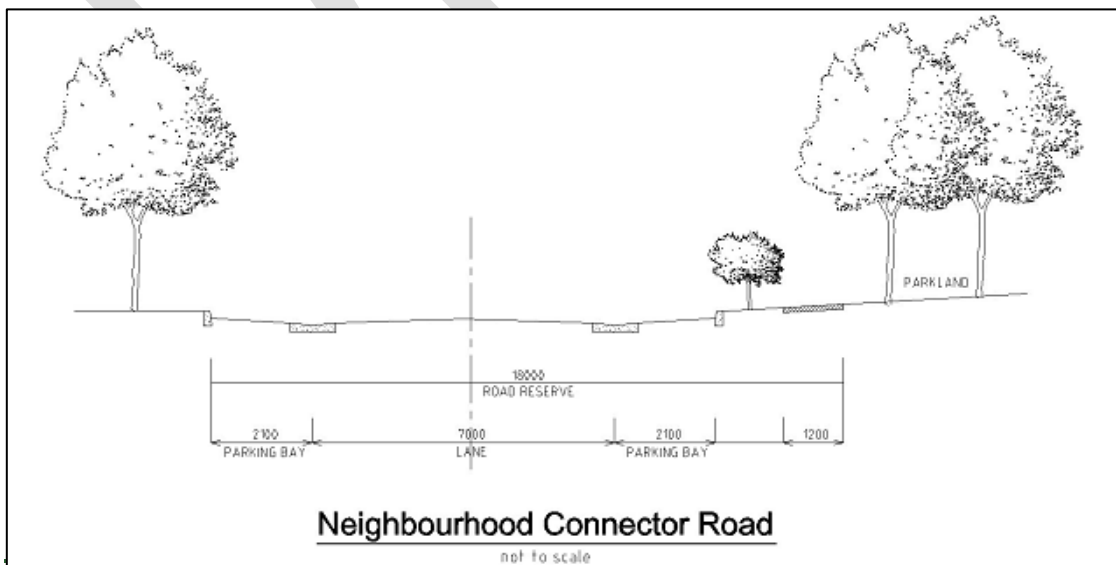 PARKLAND
18000
ROAD RESERVE
2100 7000 2100 1200
PARKING BAY LANE PARKING BAY
Neighbourhood Connector Road
not to scale